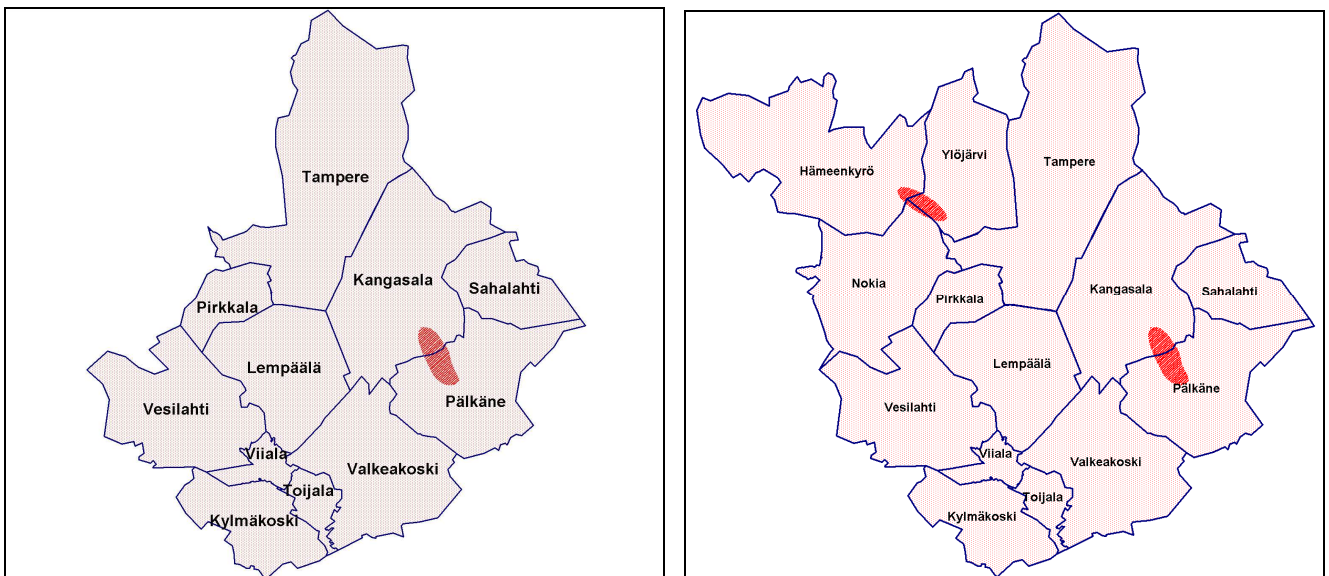 Tampere
Kangasala
Sahalahti
Pirkkala
Lempäälä
Pälkäne
Vesilahti
Viiala
Valkeakoski
Toijala
Kylmäkoski
Ylöjärvi
Tampere
Hämeenkyrö
Nokia
Kangasala
Sahalahti
Pirkkala
Lempäälä
Pälkäne
Vesilahti
Viiala
Valkeakoski
Toijala
Kylmäkoski